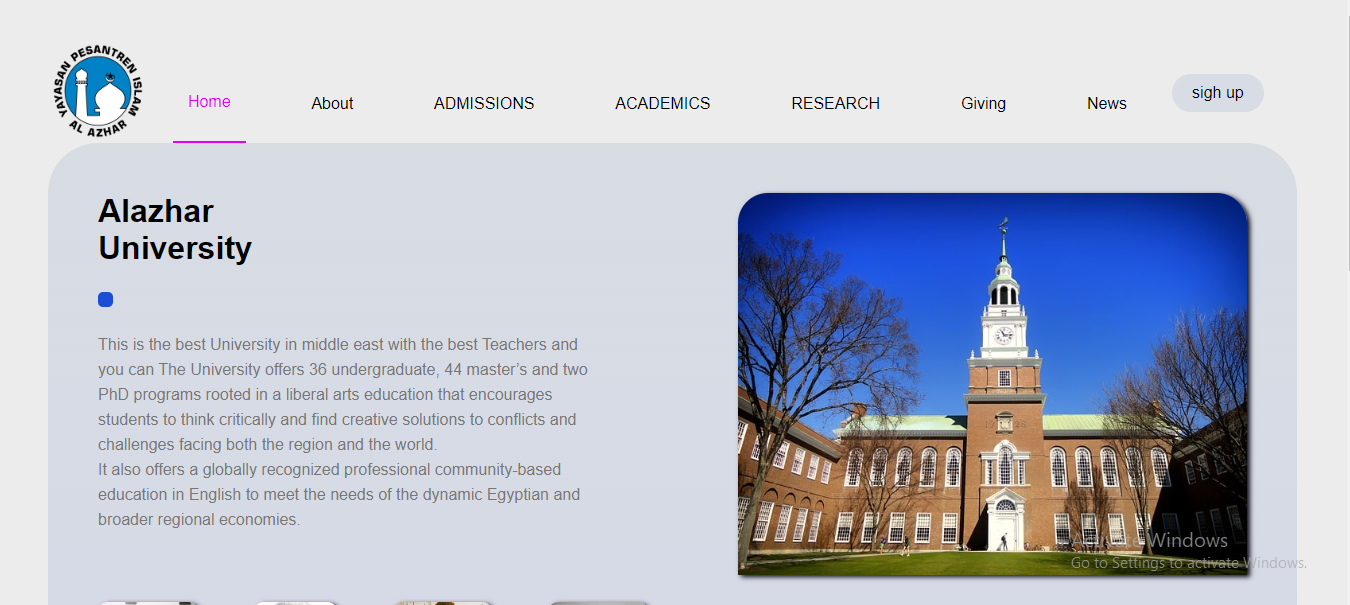 YAYASAN PESANTREN ISLAM
AL AZHAR
Home
About
ADMISSIONS
ACADEMICS
RESEARCH
Giving
News
sigh up
Alazhar
University
This is the best University in middle east with the best Teachers and
you can The University offers 36 undergraduate, 44 master's and two
PhD programs rooted in a liberal arts education that encourages
students to think critically and find creative solutions to conflicts and
challenges facing both the region and the world.
It also offers a globally recognized professional community-based
education in English to meet the needs of the dynamic Egyptian and
broader regional economies.
Activate Windows
Go to Settings to activate Windows.